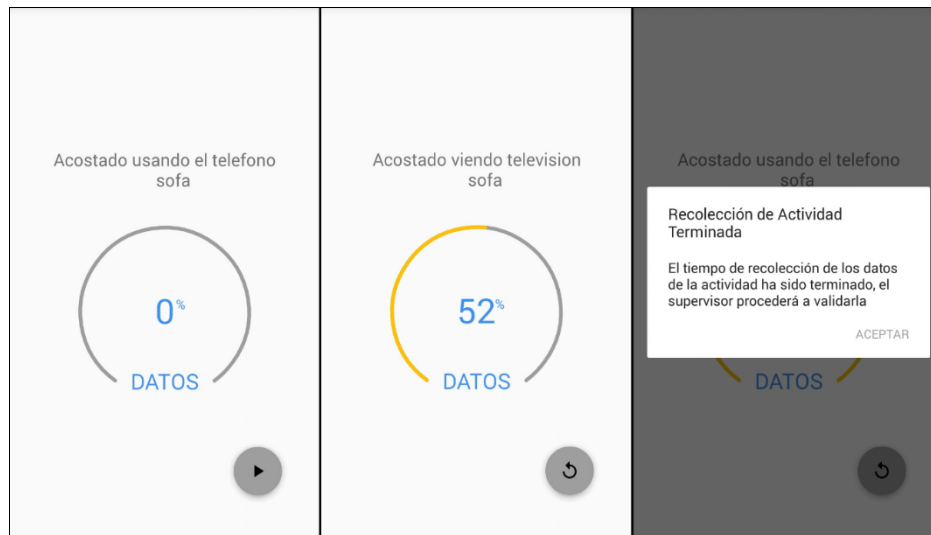 Acostado usando el telefono
sofa
0%
DATOS
Acostado viendo television
sofa
52%
DATOS
Acostado usando el telefono
sofa
Recolección de Actividad
Terminada
El tiempo de recolección de los datos
de la actividad ha sido terminado, el
supervisor procederá a validarla
ACEPTAR
DATOS